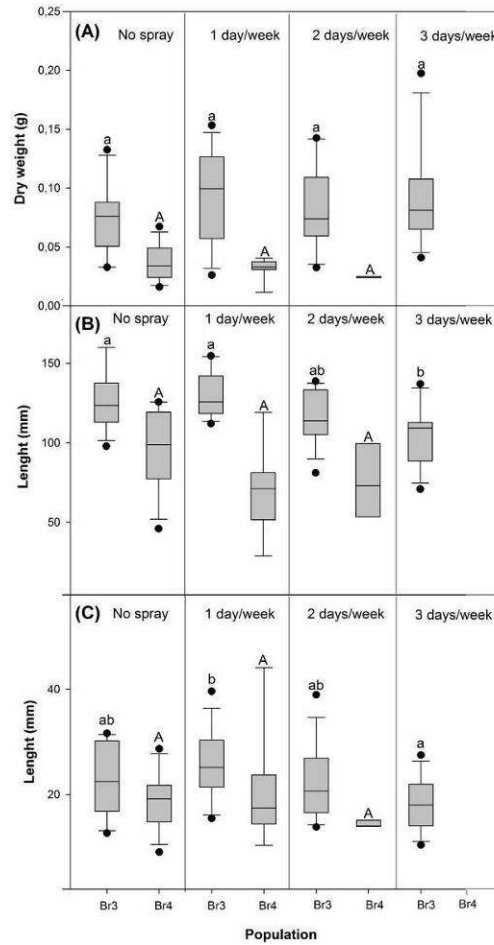 0,25
(A)
No spray
1 day/week
2 days/week
3 days/week
a
a
a
a
0,20
0,15
0,10
0,05
0,00
Dry weight (g)
A
A
A
(B)
No spray
1 day/week
2 days/week
3 days/week
a
a
ab
b
150
100
50
Lenght (mm)
A
A
A
(C)
No spray
1 day/week
2 days/week
3 days/week
ab
b
ab
a
40
20
Lenght (mm)
A
A
A
Br3 Br4 Br3 Br4 Br3 Br4 Br3 Br4
Population